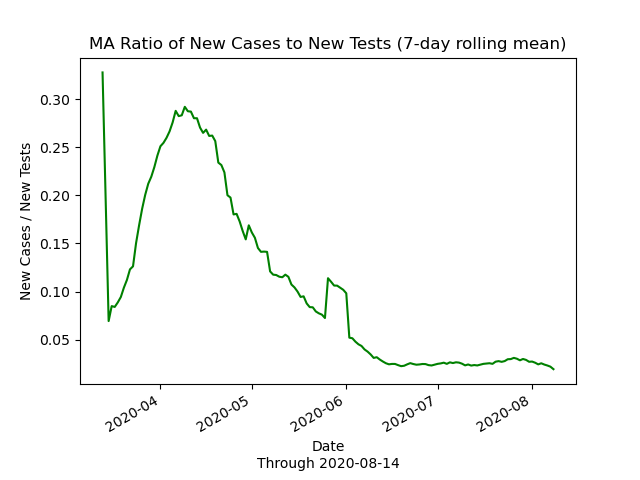 MA Ratio of New Cases to New Tests (7-day rolling mean)
New Cases / New Tests
0.30
0.25
0.20
0.15
0.10
0.05
2020-04
2020-05
2020-06
2020-07
2020-08
Date
Through 2020-08-14